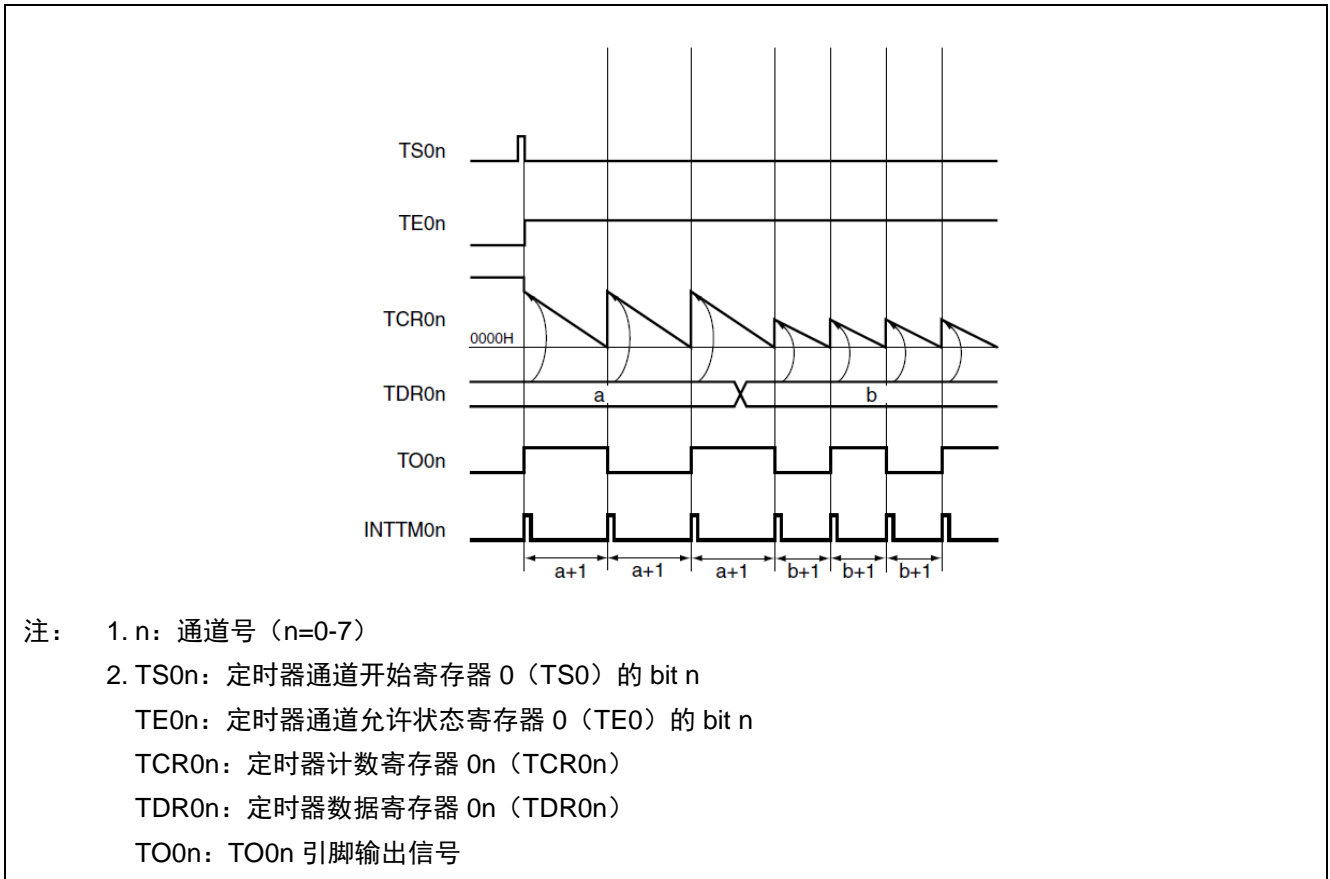 TS0n
TE0n
TCR0n
0000H
TDR0n
a
b
TO0n
INTTM0n
a+1
a+1
a+1
b+1
b+1
b+1
注： 1. n：通道号（n=0-7）
2. TS0n：定时器通道开始寄存器 0（TS0）的 bit n
TE0n：定时器通道允许状态寄存器 0（TE0）的 bit n
TCR0n：定时器计数寄存器 0n（TCR0n）
TDR0n：定时器数据寄存器 0n（TDR0n）
TO0n：TO0n 引脚输出信号